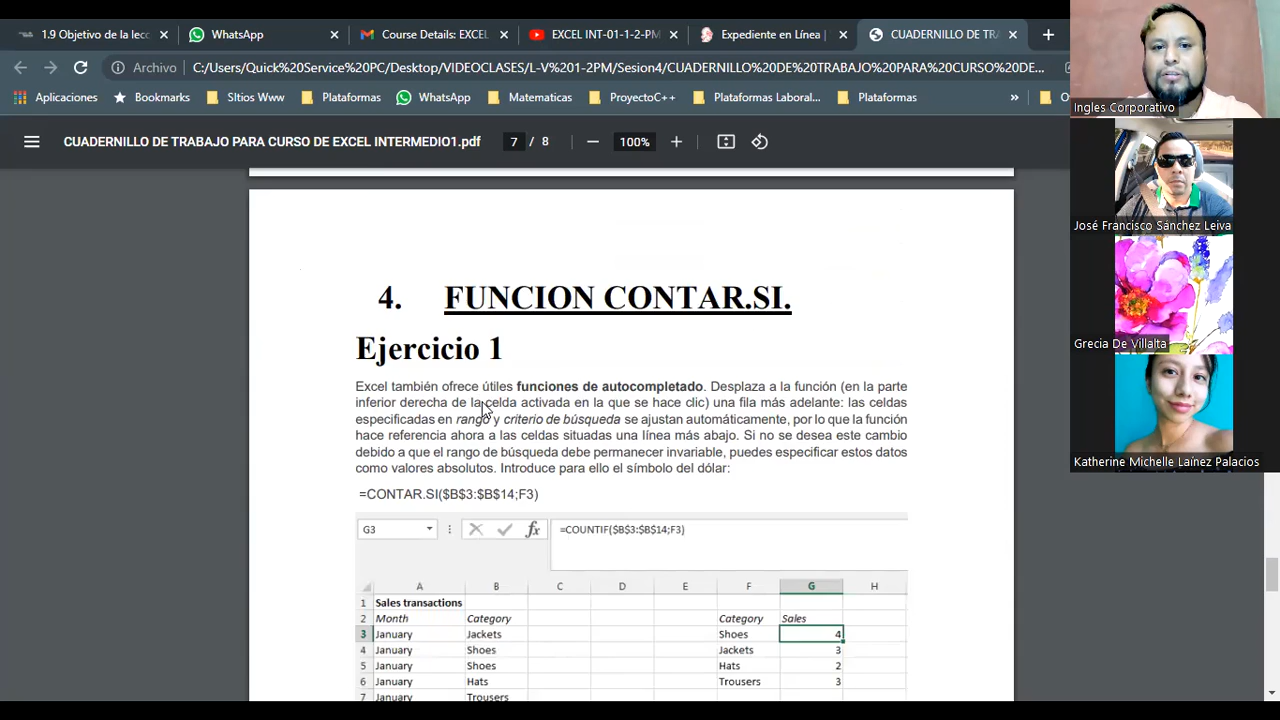 1.9 Objetivo de la lecc
WhatsApp
Course Details: EXCEL
EXCEL INT-01-1-2-PM
Expediente en Línea |
CUADERNILLO DE TRA
Archivo
C:/Users/Quick%20Service%20PC/Desktop/VIDEOCLASES/L-V%201-2PM/Sesion4/CUADERNILLO%20DE%20TRABAJO%20PARA%20CURSO%20DE...
Aplicaciones
Bookmarks
SItios Www
Plataformas
WhatsApp
Matematicas
ProyectoC++
Plataformas Laboral...
Plataformas
»
CUADERNILLO DE TRABAJO PARA CURSO DE EXCEL INTERMEDIO1.pdf
7 / 8
100%
4. FUNCION CONTAR.SI.
Ejercicio 1
Excel también ofrece útiles funciones de autocompletado. Desplaza a la función (en la parte
inferior derecha de la celda activada en la que se hace clic) una fila más adelante: las celdas
especificadas en rango y criterio de búsqueda se ajustan automáticamente, por lo que la función
hace referencia ahora a las celdas situadas una línea más abajo. Si no se desea este cambio
debido a que el rango de búsqueda debe permanecer invariable, puedes especificar estos datos
como valores absolutos. Introduce para ello el símbolo del dólar:
=CONTAR.SI($B$3:$B$14;F3)
G3
fx
=COUNTIF($B$3:$B$14;F3)
A B C D E F G H
1 Sales transactions
2 Month Category Category Sales
3 January Jackets Shoes 4
4 January Shoes Jackets 3
5 January Shoes Hats 2
6 January Hats Trousers 3
7 January Trousers
Ingles Corporativo
José Francisco Sánchez Leiva
Grecia De Villalta
Katherine Michelle Laínez Palacios